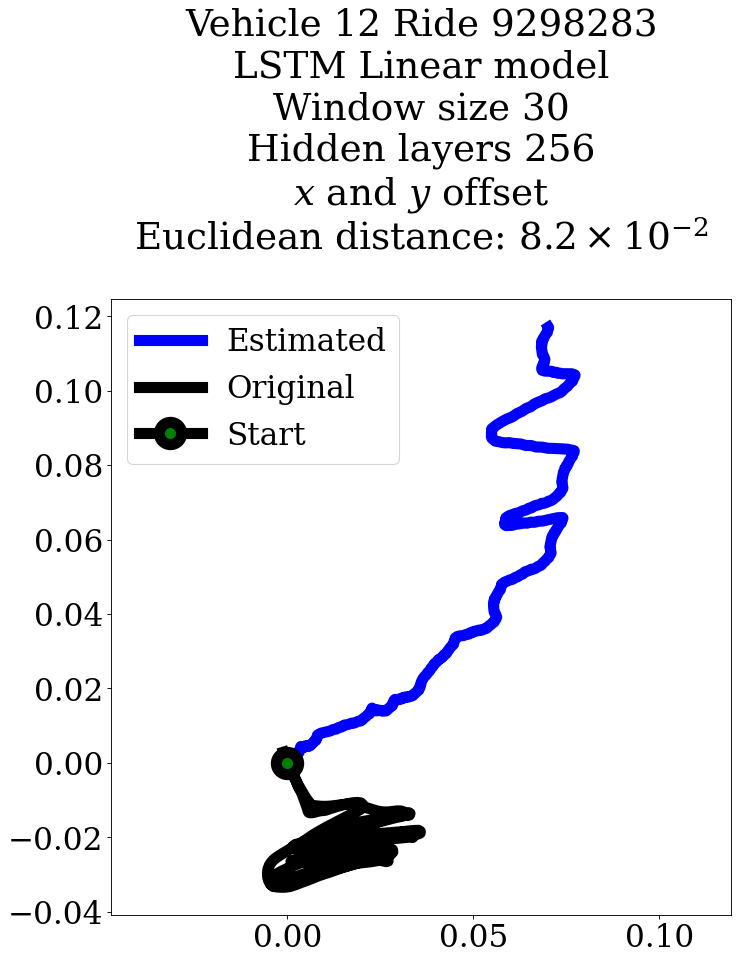 Vehicle 12 Ride 9298283
LSTM Linear model
Window size 30
Hidden layers 256
x and y offset
Euclidean distance: 8.2 × 10⁻²
Estimated
Original
Start
0.12
0.10
0.08
0.06
0.04
0.02
0.00
−0.02
−0.04
0.00 0.05 0.10